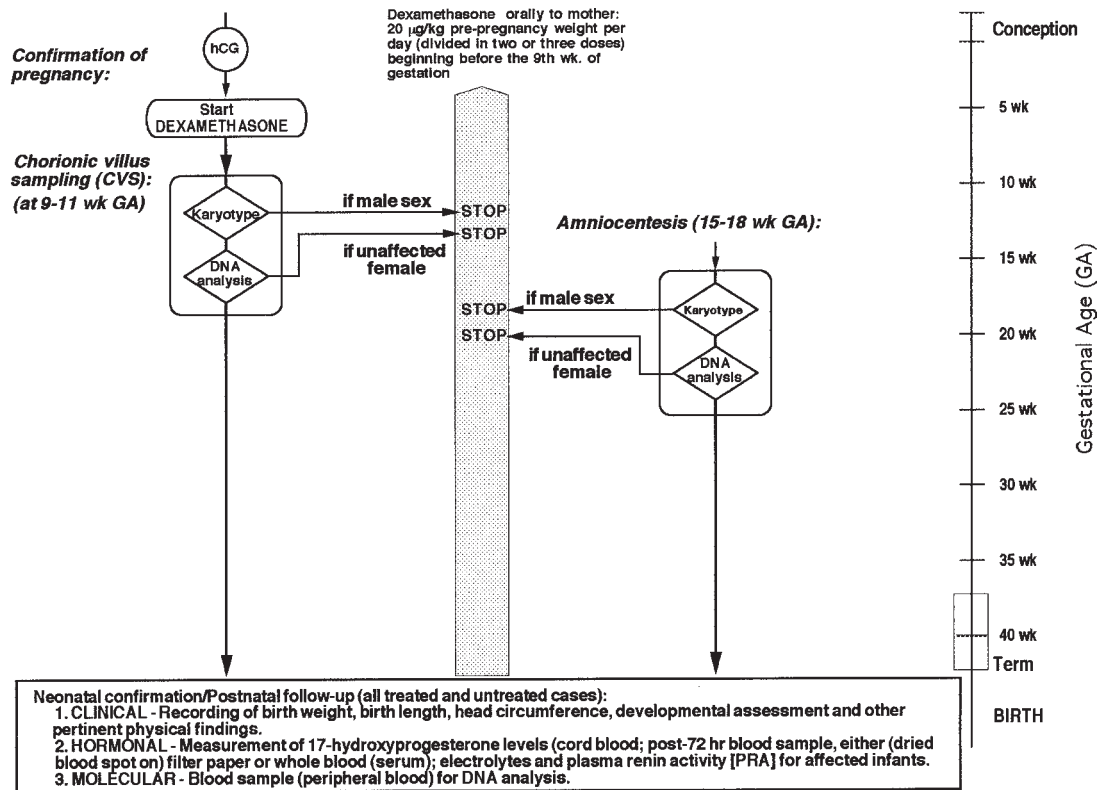 Dexamethasone orally to mother:
20 µg/kg pre-pregnancy weight per
day (divided in two or three doses)
beginning before the 9th wk. of
gestation
Confirmation of
pregnancy:
hCG
Start
DEXAMETHASONE
Chorionic villus
sampling (CVS):
(at 9-11 wk GA)
Karyotype
if male sex
STOP
DNA
analysis
if unaffected
female
STOP
Amniocentesis (15-18 wk GA):
STOP
if male sex
Karyotype
STOP
if unaffected
female
DNA
analysis
Conception
5 wk
10 wk
15 wk
20 wk
25 wk
30 wk
35 wk
40 wk
Term
BIRTH
Gestational Age (GA)
Neonatal confirmation/Postnatal follow-up (all treated and untreated cases):
1. CLINICAL - Recording of birth weight, birth length, head circumference, developmental assessment and other
pertinent physical findings.
2. HORMONAL - Measurement of 17-hydroxyprogesterone levels (cord blood; post-72 hr blood sample, either (dried
blood spot on) filter paper or whole blood (serum); electrolytes and plasma renin activity [PRA] for affected infants.
3. MOLECULAR - Blood sample (peripheral blood) for DNA analysis.